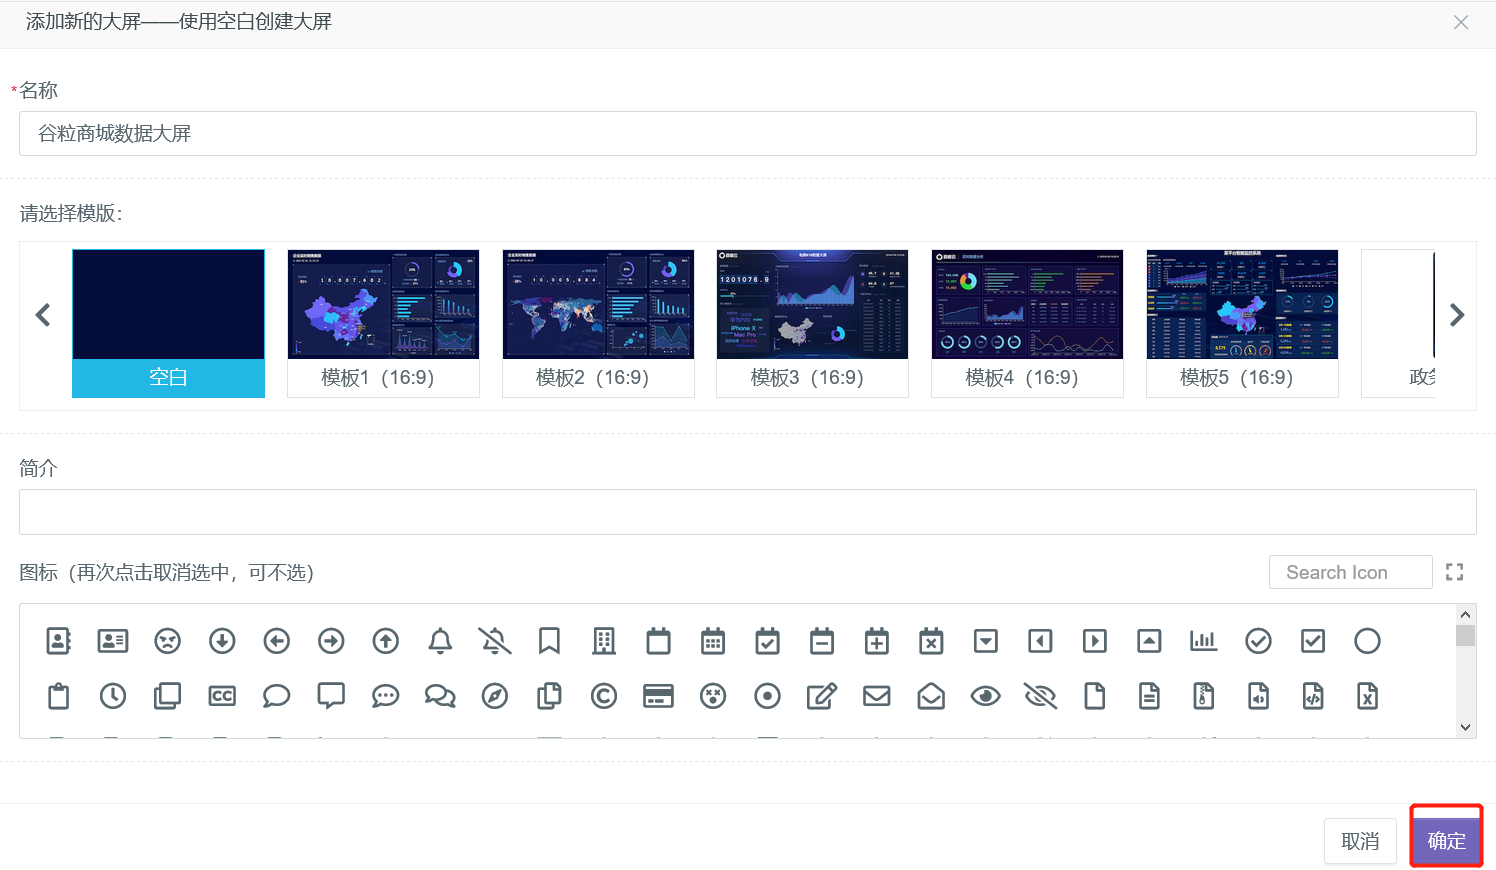 添加新的大屏——使用空白创建大屏
*名称
谷粒商城数据大屏
请选择模版：
空白
模板1（16:9）
模板2（16:9）
模板3（16:9）
模板4（16:9）
模板5（16:9）
简介
图标（再次点击取消选中，可不选）
Search Icon
取消
确定